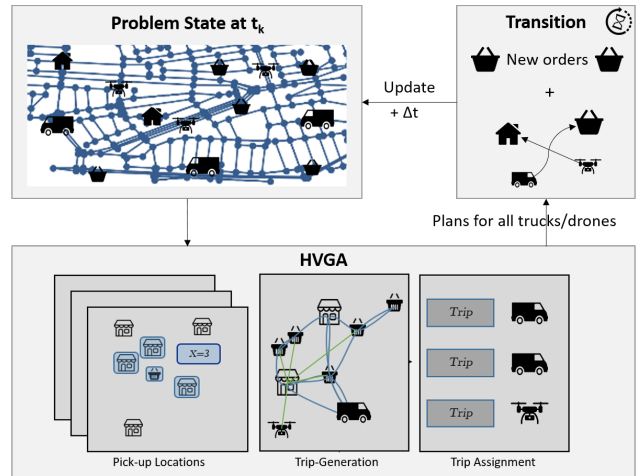 Problem State at tk
Transition
New orders
+
Update
+ Δt
Plans for all trucks/drones
HVGA
X=3
Trip
Trip
Trip
Pick-up Locations
Trip-Generation
Trip Assignment